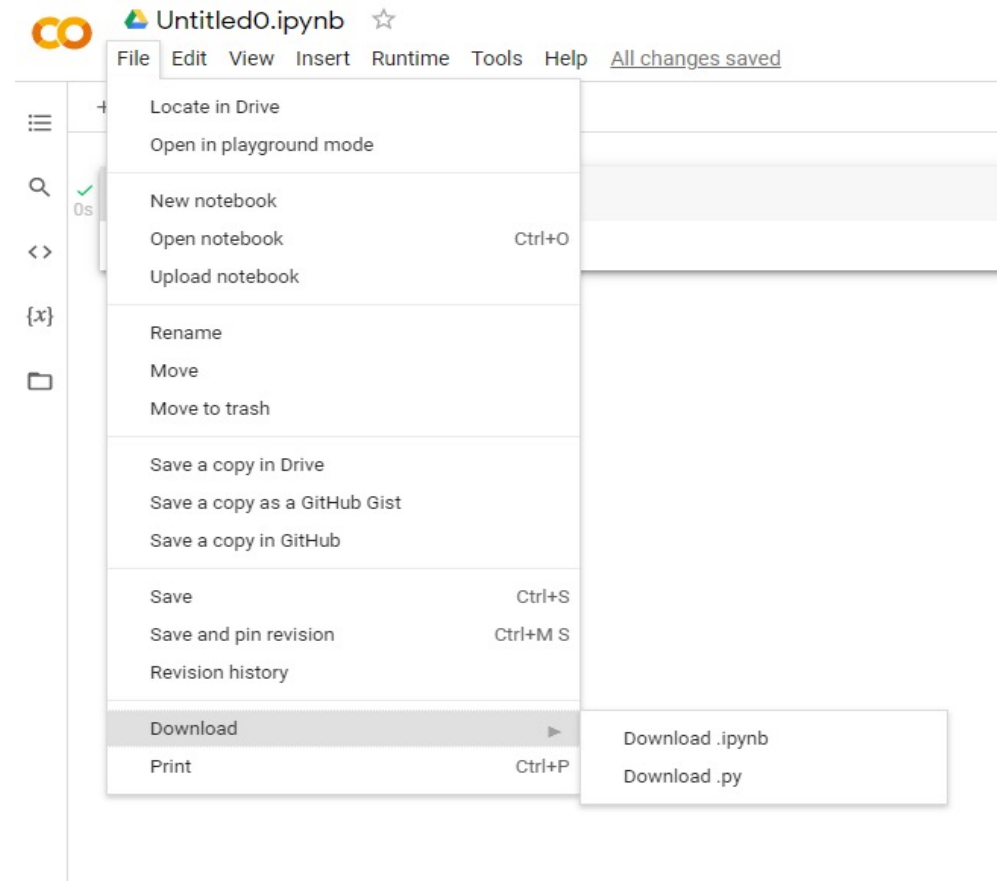 Untitled0.ipynb
File Edit View Insert Runtime Tools Help All changes saved
+
Locate in Drive
Open in playground mode
0s
New notebook
Open notebook Ctrl+O
Upload notebook
{x}
Rename
Move
Move to trash
Save a copy in Drive
Save a copy as a GitHub Gist
Save a copy in GitHub
Save Ctrl+S
Save and pin revision Ctrl+M S
Revision history
Download
Download .ipynb
Print Ctrl+P
Download .py